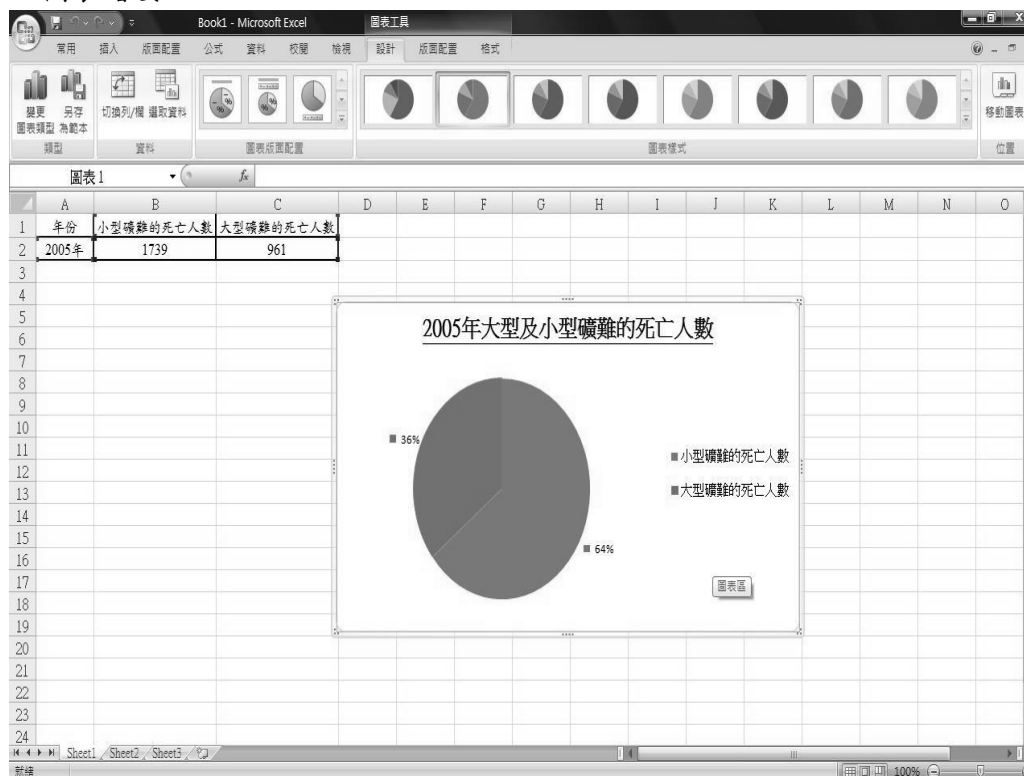 Book1 - Microsoft Excel
圖表工具
常用 插入 版面配置 公式 資料 校閱 檢視 設計 版面配置 格式
變更
圖表類型
另存
為範本
切換列/欄 選取資料
移動圖表
類型 資料 圖表版面配置 圖表樣式 位置
圖表 1 fx
A B C D E F G H I J K L M N O
1 年份 小型礦難的死亡人數 大型礦難的死亡人數
2 2005年 1739 961
3
4
5
6
7
8
9
10
11
12
13
14
15
16
17
18
19
20
21
22
23
24
2005年大型及小型礦難的死亡人數
36%
64%
小型礦難的死亡人數
大型礦難的死亡人數
圖表區
Sheet1 Sheet2 Sheet3
就緒 100%